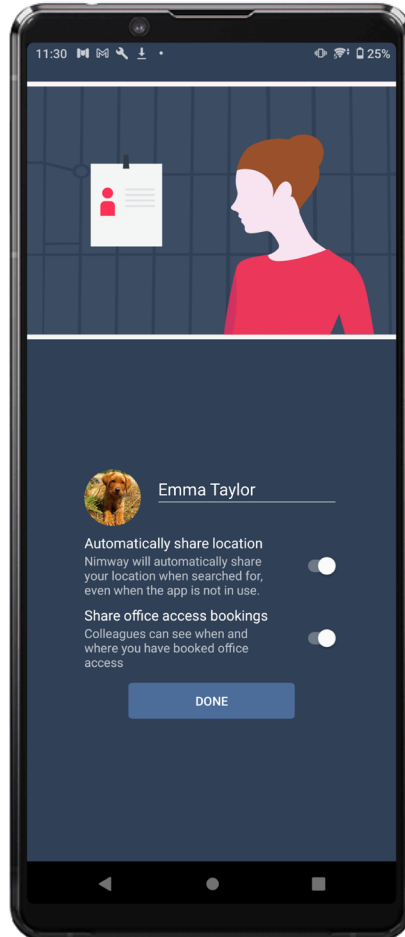 11:30
25%
Emma Taylor
Automatically share location
Nimway will automatically share
your location when searched for,
even when the app is not in use.
Share office access bookings
Colleagues can see when and
where you have booked office
access
DONE